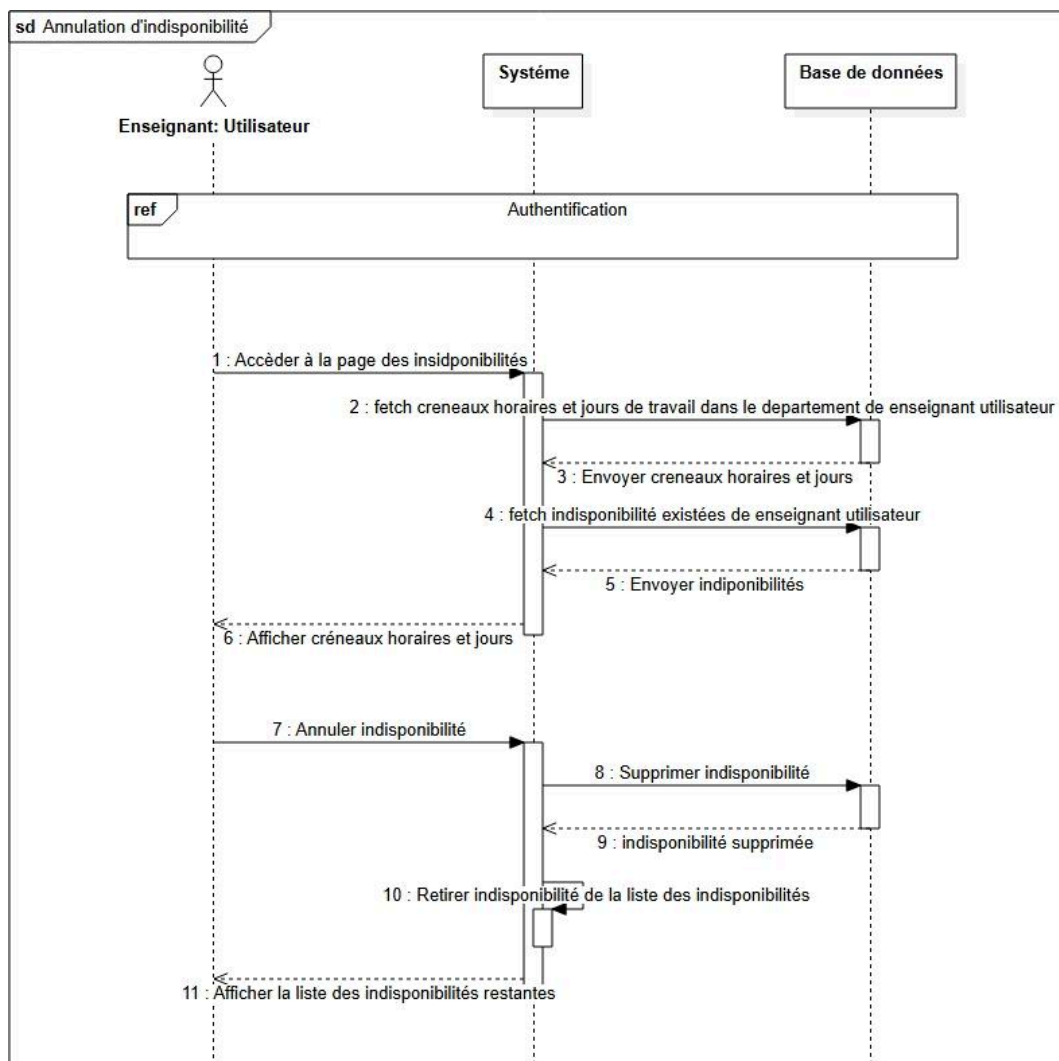 sd Annulation d'indisponibilité
Systéme
Base de données
Enseignant: Utilisateur
ref
Authentification
1 : Accèder à la page des insidponibilités
2 : fetch creneaux horaires et jours de travail dans le departement de enseignant utilisateur
3 : Envoyer creneaux horaires et jours
4 : fetch indisponibilité existées de enseignant utilisateur
5 : Envoyer indiponibilités
6 : Afficher créneaux horaires et jours
7 : Annuler indisponibilité
8 : Supprimer indisponibilité
9 : indisponibilité supprimée
10 : Retirer indisponibilité de la liste des indisponibilités
11 : Afficher la liste des indisponibilités restantes